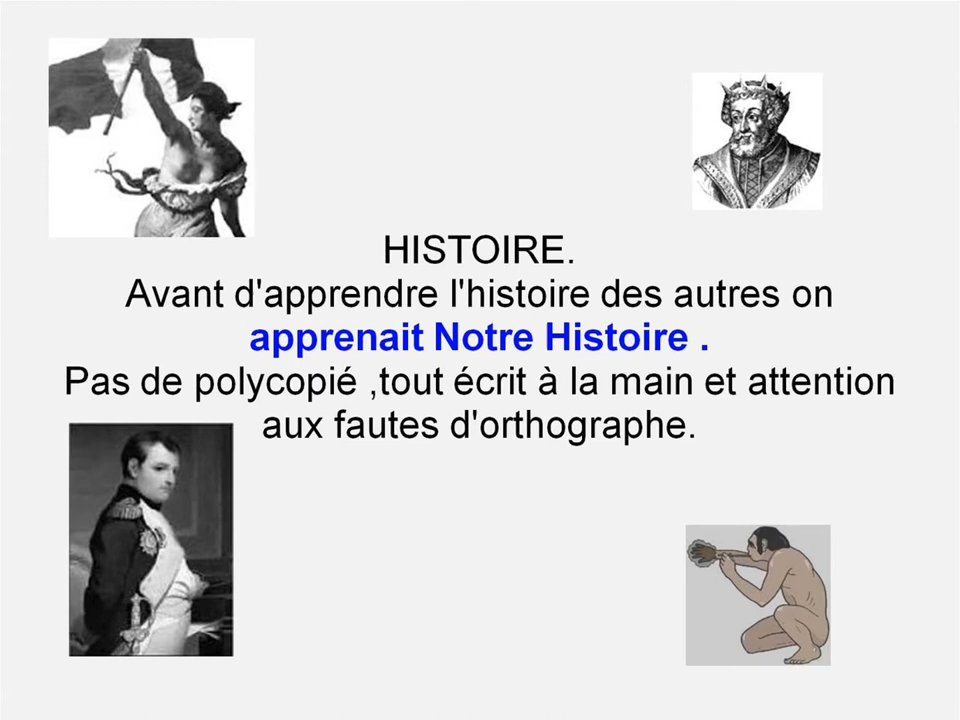 HISTOIRE.
Avant d'apprendre l'histoire des autres on
apprenait Notre Histoire .
Pas de polycopié ,tout écrit à la main et attention
aux fautes d'orthographe.